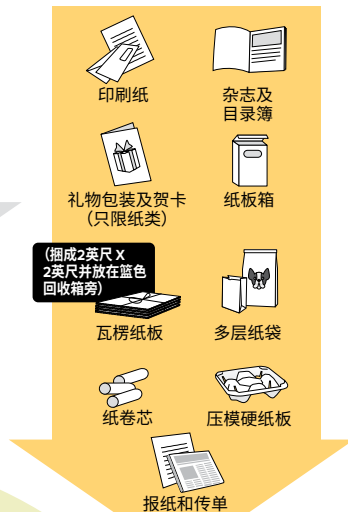 印刷纸
杂志及
目录簿
礼物包装及贺卡
（只限纸类）
纸板箱
（捆成2英尺 X
2英尺并放在篮色
回收箱旁）
瓦楞纸板
多层纸袋
纸卷芯
压模硬纸板
报纸和传单